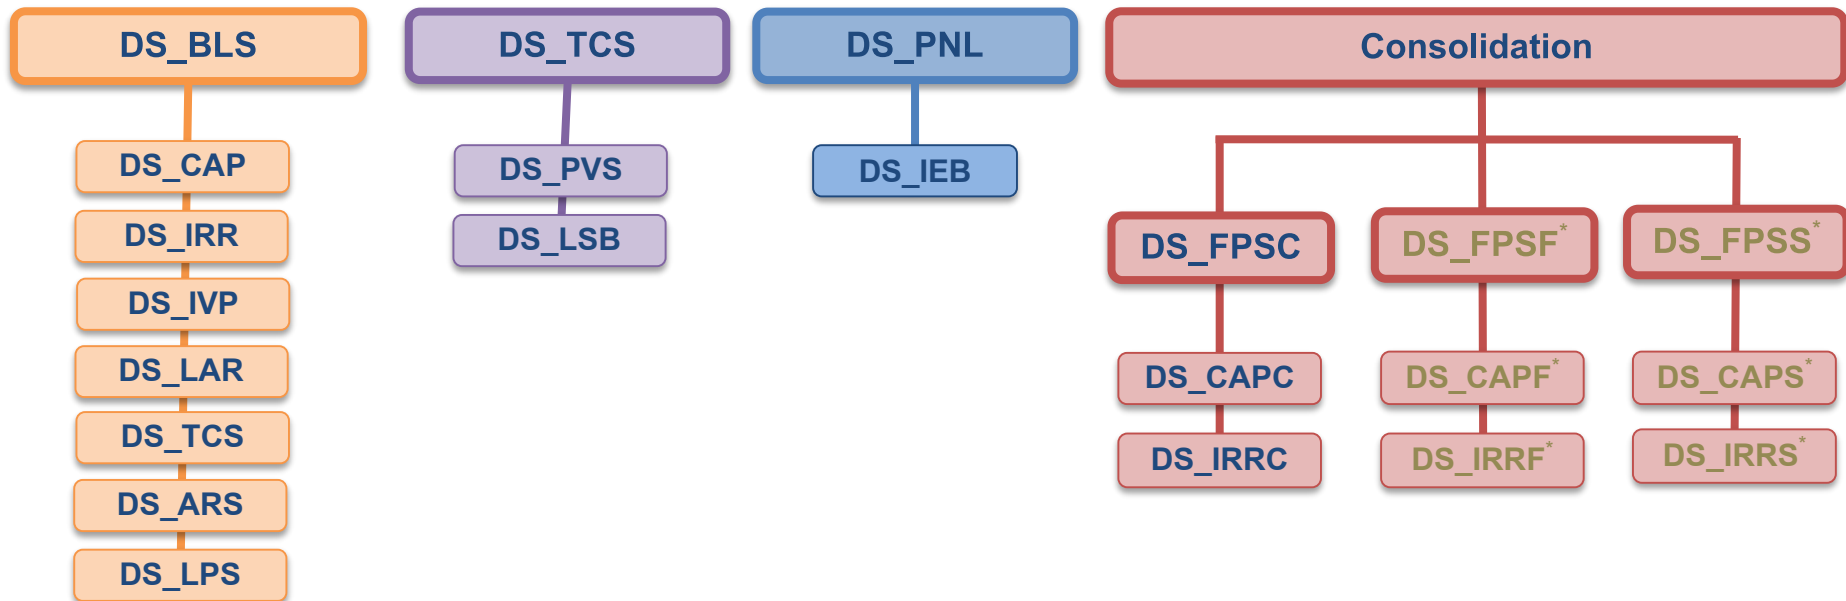 DS_BLS
DS_CAP
DS_IRR
DS_IVP
DS_LAR
DS_TCS
DS_ARS
DS_LPS
DS_TCS
DS_PVS
DS_LSB
DS_PNL
DS_IEB
Consolidation
DS_FPSC
DS_CAPC
DS_IRRC
DS_FPSF*
DS_CAPF*
DS_IRRF*
DS_FPSS*
DS_CAPS*
DS_IRRS*